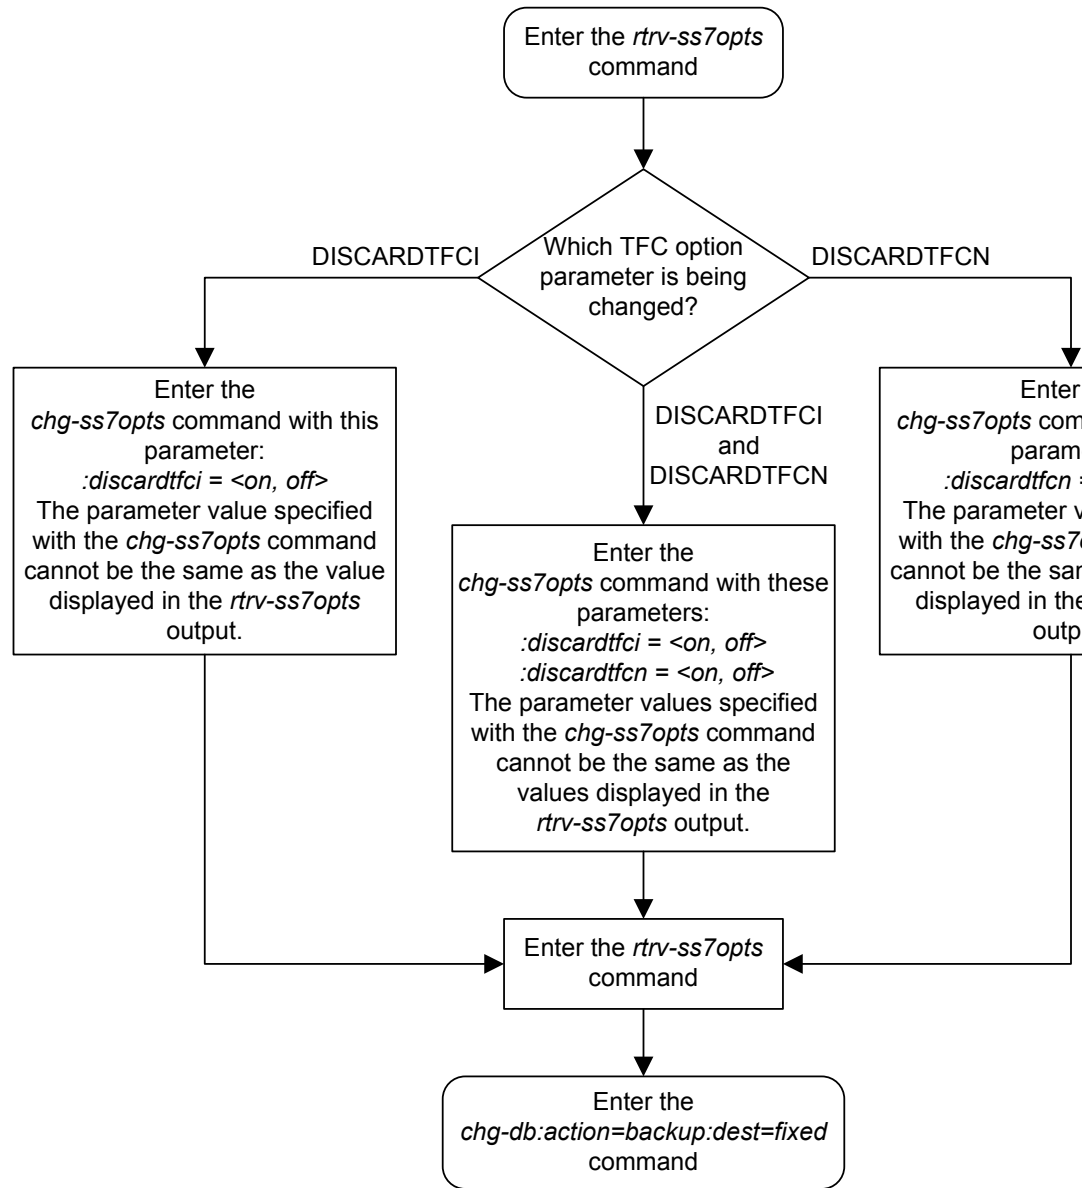 Enter the rtrv-ss7opts
command
Which TFC option
parameter is being
changed?
DISCARDTFCI
DISCARDTFCN
DISCARDTFCI
and
DISCARDTFCN
Enter the
chg-ss7opts command with this
parameter:
:discardtfci = <on, off>
The parameter value specified
with the chg-ss7opts command
cannot be the same as the value
displayed in the rtrv-ss7opts
output.
Enter the
chg-ss7opts command with these
parameters:
:discardtfci = <on, off>
:discardtfcn = <on, off>
The parameter values specified
with the chg-ss7opts command
cannot be the same as the
values displayed in the
rtrv-ss7opts output.
Enter
chg-ss7opts
:discardtfcn =
The parameter
with the
cannot be the
displayed in the
Enter the rtrv-ss7opts
command
Enter the
chg-db:action=backup:dest=fixed
command